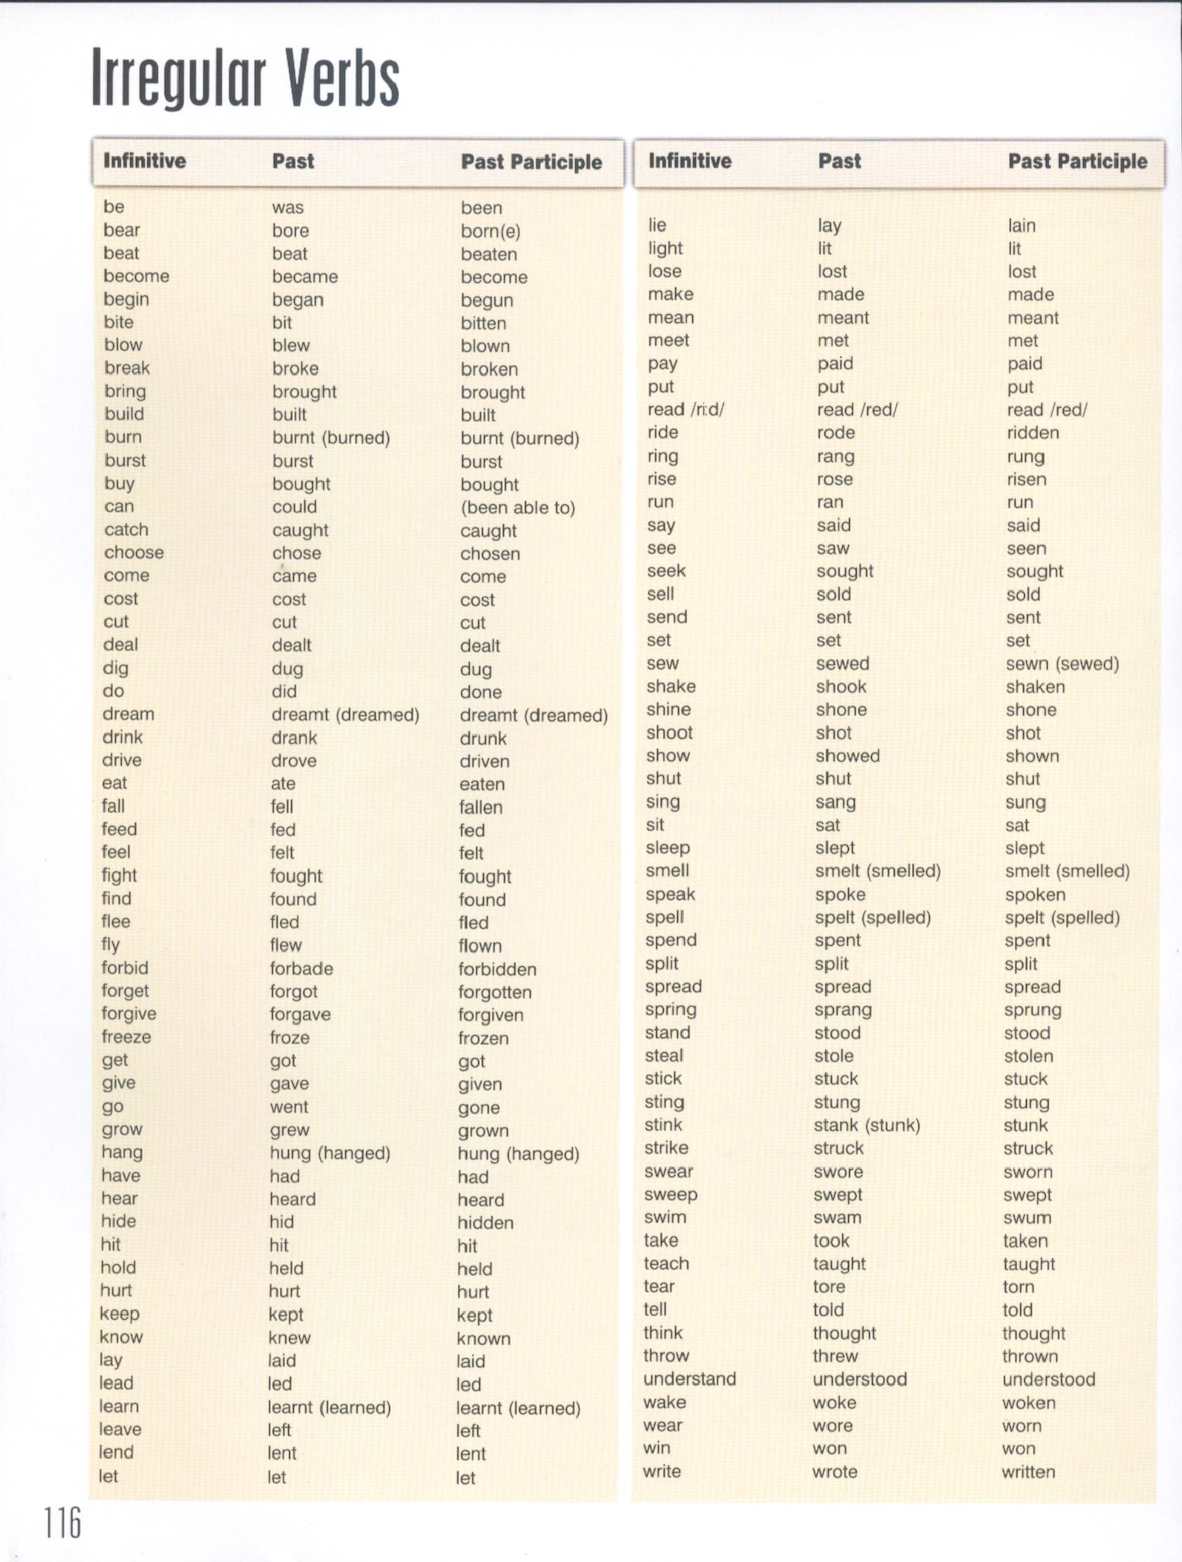 Irregular Verbs
Infinitive Past Past Participle
be was been
bear bore born(e)
beat beat beaten
become became become
begin began begun
bite bit bitten
blow blew blown
break broke broken
bring brought brought
build built built
burn burnt (burned) burnt (burned)
burst burst burst
buy bought bought
can could (been able to)
catch caught caught
choose chose chosen
come came come
cost cost cost
cut cut cut
deal dealt dealt
dig dug dug
do did done
dream dreamt (dreamed) dreamt (dreamed)
drink drank drunk
drive drove driven
eat ate eaten
fall fell fallen
feed fed fed
feel felt felt
fight fought fought
find found found
flee fled fled
fly flew flown
forbid forbade forbidden
forget forgot forgotten
forgive forgave forgiven
freeze froze frozen
get got got
give gave given
go went gone
grow grew grown
hang hung (hanged) hung (hanged)
have had had
hear heard heard
hide hid hidden
hit hit hit
hold held held
hurt hurt hurt
keep kept kept
know knew known
lay laid laid
lead led led
learn learnt (learned) learnt (learned)
leave left left
lend lent lent
let let let
Infinitive Past Past Participle
lie lay lain
light lit lit
lose lost lost
make made made
mean meant meant
meet met met
pay paid paid
put put put
read /ri:d/ read /red/ read /red/
ride rode ridden
ring rang rung
rise rose risen
run ran run
say said said
see saw seen
seek sought sought
sell sold sold
send sent sent
set set set
sew sewed sewn (sewed)
shake shook shaken
shine shone shone
shoot shot shot
show showed shown
shut shut shut
sing sang sung
sit sat sat
sleep slept slept
smell smelt (smelled) smelt (smelled)
speak spoke spoken
spell spelt (spelled) spelt (spelled)
spend spent spent
split split split
spread spread spread
spring sprang sprung
stand stood stood
steal stole stolen
stick stuck stuck
sting stung stung
stink stank (stunk) stunk
strike struck struck
swear swore sworn
sweep swept swept
swim swam swum
take took taken
teach taught taught
tear tore torn
tell told told
think thought thought
throw threw thrown
understand understood understood
wake woke woken
wear wore worn
win won won
write wrote written
116